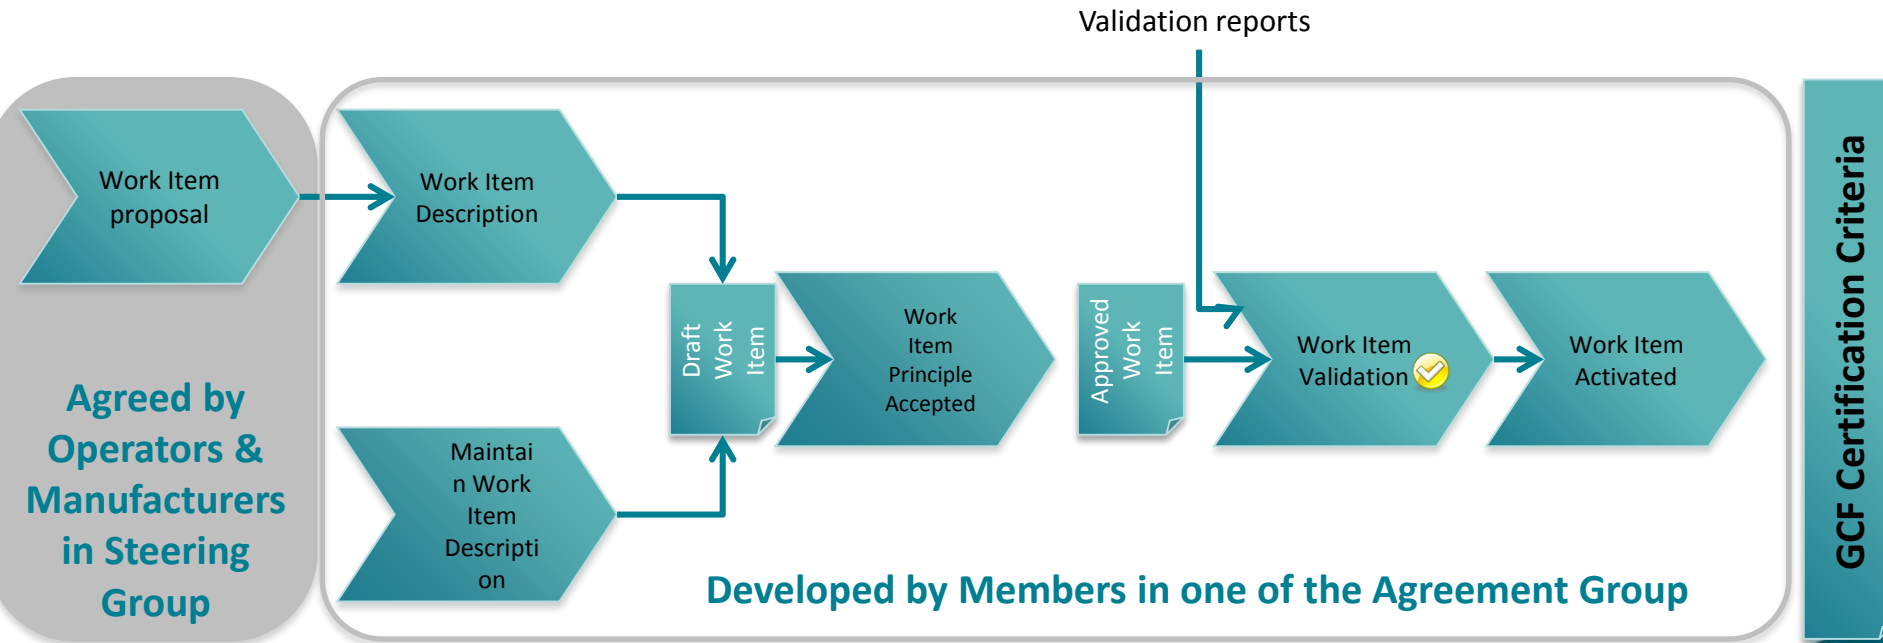 Validation reports
Work Item
proposal
Agreed by
Operators &
Manufacturers
in Steering
Group
Work Item
Description
Maintai
n Work
Item
Descripti
on
Draft
Work
Item
Work
Item
Principle
Accepted
Approved
Work
Item
Work Item
Validation
Work Item
Activated
Developed by Members in one of the Agreement Group
GCF Certification Criteria